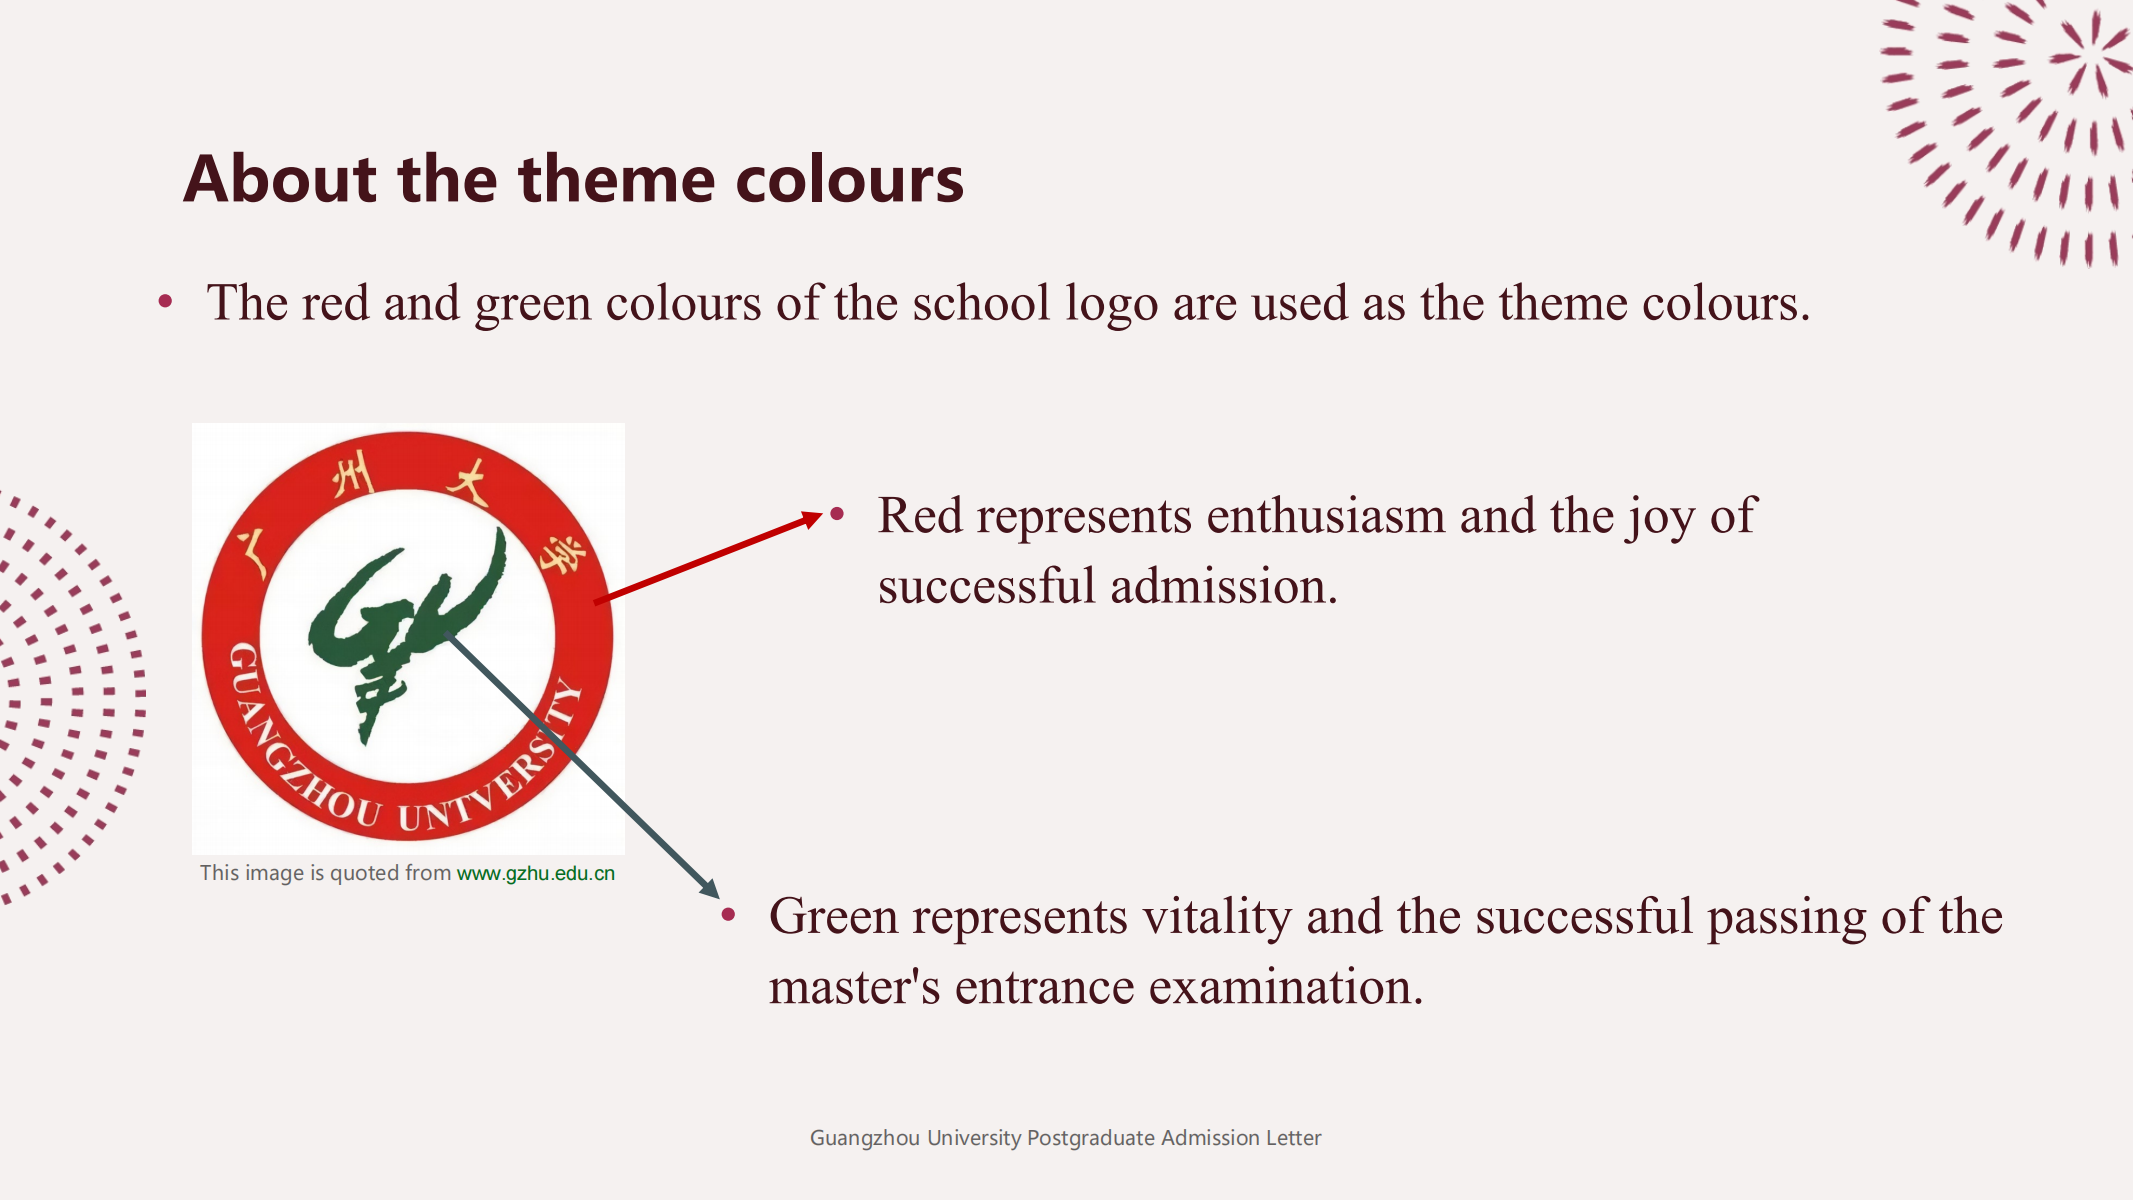 About the theme colours
• The red and green colours of the school logo are used as the theme colours.
广州大学
GUANGZHOU UNTVERSITY
• Red represents enthusiasm and the joy of
successful admission.
This image is quoted from www.gzhu.edu.cn
• Green represents vitality and the successful passing of the
master's entrance examination.
Guangzhou University Postgraduate Admission Letter